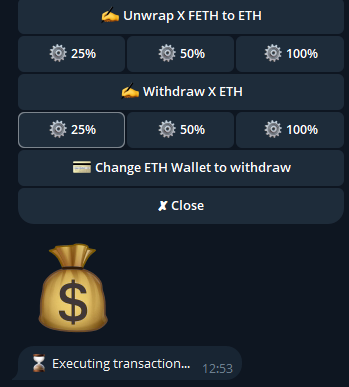 ✍️ Unwrap X FETH to ETH
⚙️ 25% ⚙️ 50% ⚙️ 100%
✍️ Withdraw X ETH
⚙️ 25% ⚙️ 50% ⚙️ 100%
💳 Change ETH Wallet to withdraw
✘ Close
$
⏳ Executing transaction... 12:53